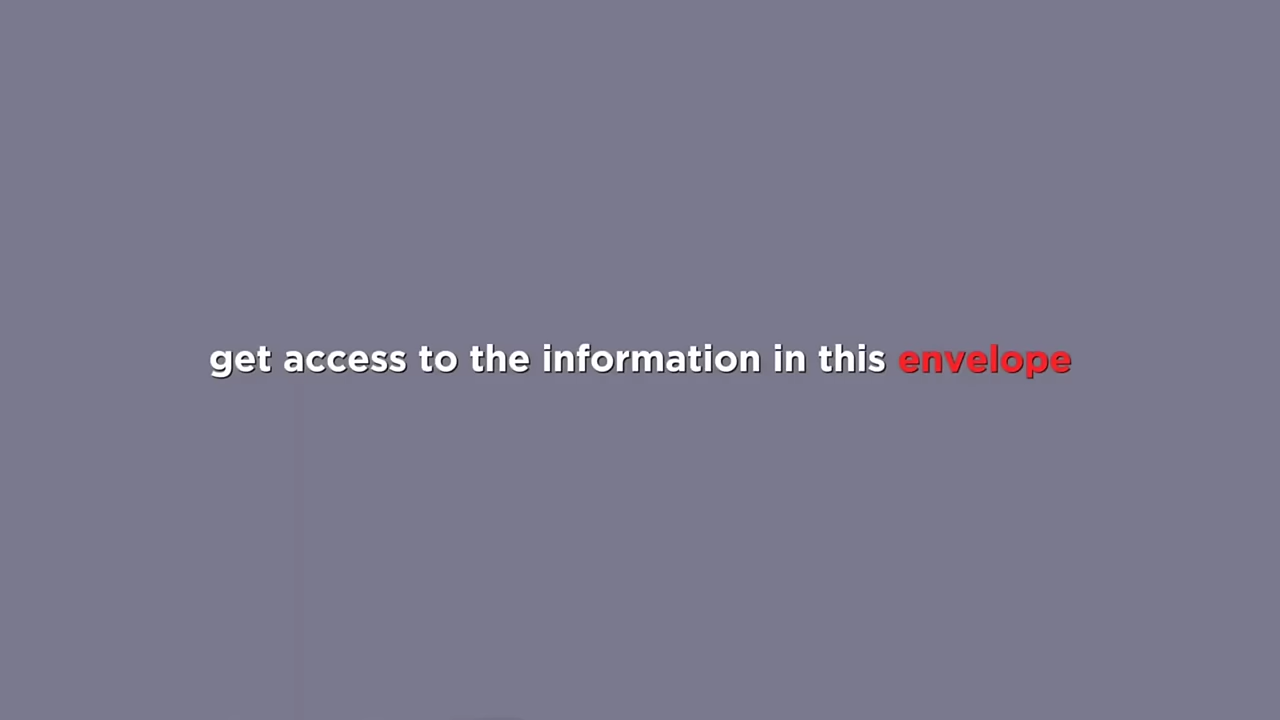 get access to the information in this envelope